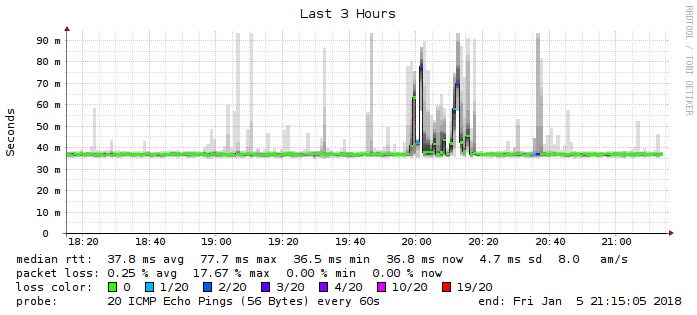 Last 3 Hours
RRDTOOL / TOBI OETIKER
Seconds
90 m
80 m
70 m
60 m
50 m
40 m
30 m
20 m
10 m
0
18:20 18:40 19:00 19:20 19:40 20:00 20:20 20:40 21:00
median rtt: 37.8 ms avg 77.7 ms max 36.5 ms min 36.8 ms now 4.7 ms sd 8.0 am/s
packet loss: 0.25 % avg 17.67 % max 0.00 % min 0.00 % now
loss color: 0 1/20 2/20 3/20 4/20 10/20 19/20
probe: 20 ICMP Echo Pings (56 Bytes) every 60s end: Fri Jan 5 21:15:05 2018